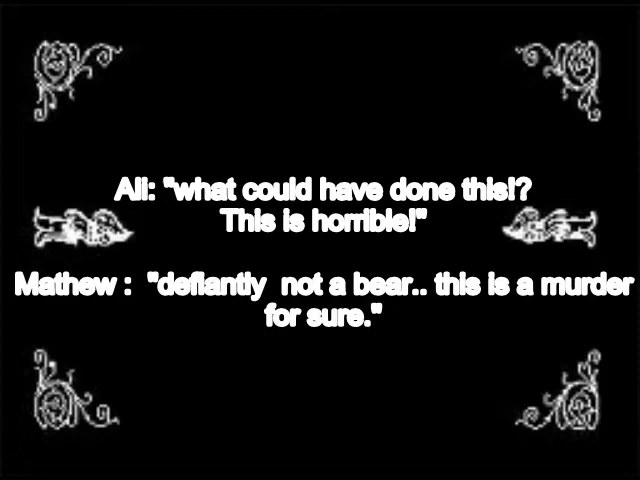 Ali: "what could have done this!?
This is horrible!"
Mathew : "defiantly not a bear.. this is a murder
for sure."